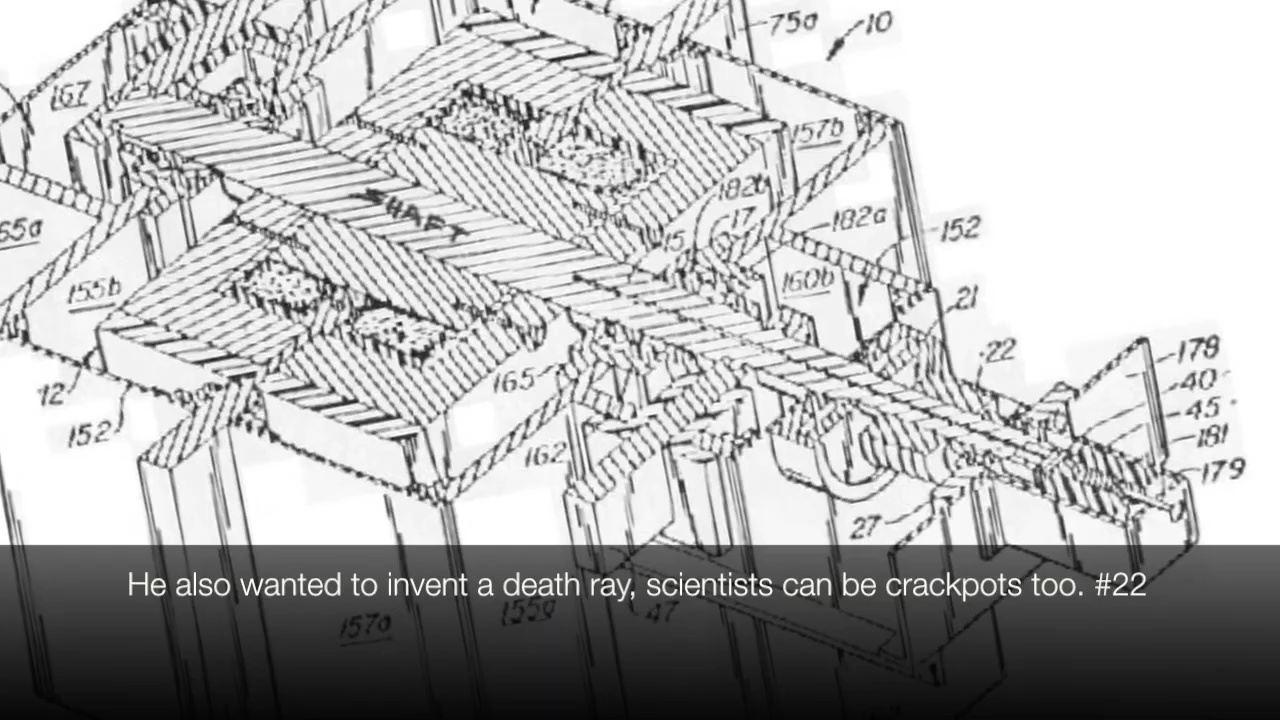 75a
10
167
157b
182b
17
182a
SHAFT
15
152
65a
160b
155b
21
22
178
165
40
12
45
152
181
162
179
27
He also wanted to invent a death ray, scientists can be crackpots too. #22
155g
47
157a